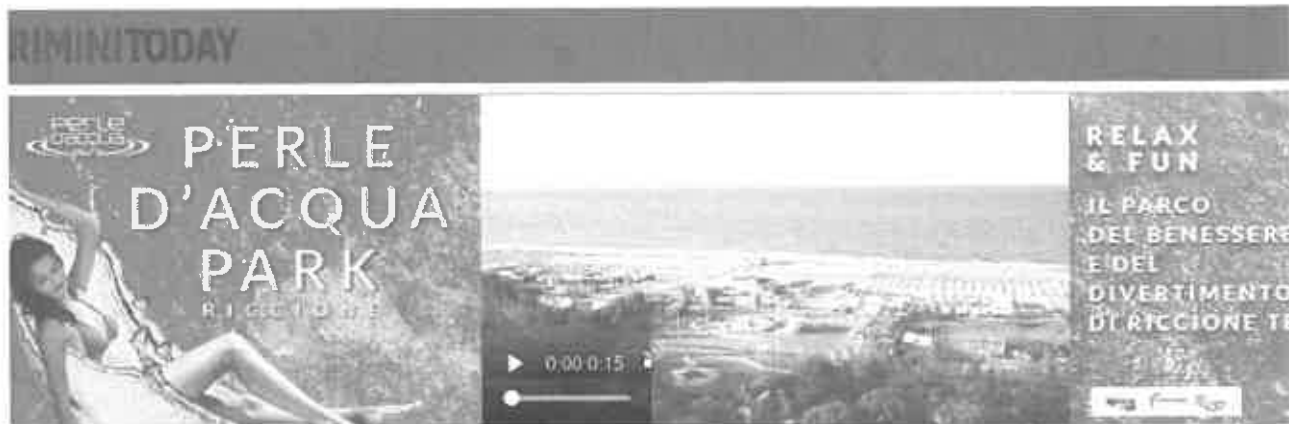 RIMINITODAY
perle
d'acqua
PERLE
D'ACQUA
PARK
RICCIONE
0:00 0:15
RELAX
& FUN
IL PARCO
DEL BENESSERE
E DEL
DIVERTIMENTO
DI RICCIONE TE